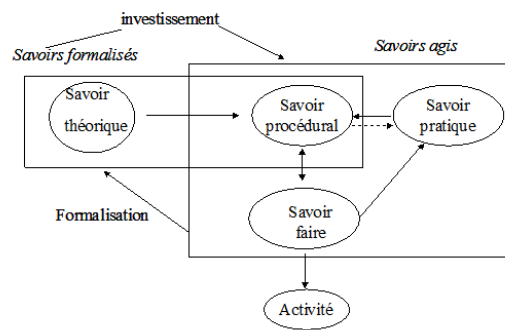 investissement
Savoirs formalisés
Savoirs agis
Savoir
théorique
Savoir
procédural
Savoir
pratique
Formalisation
Savoir
faire
Activité